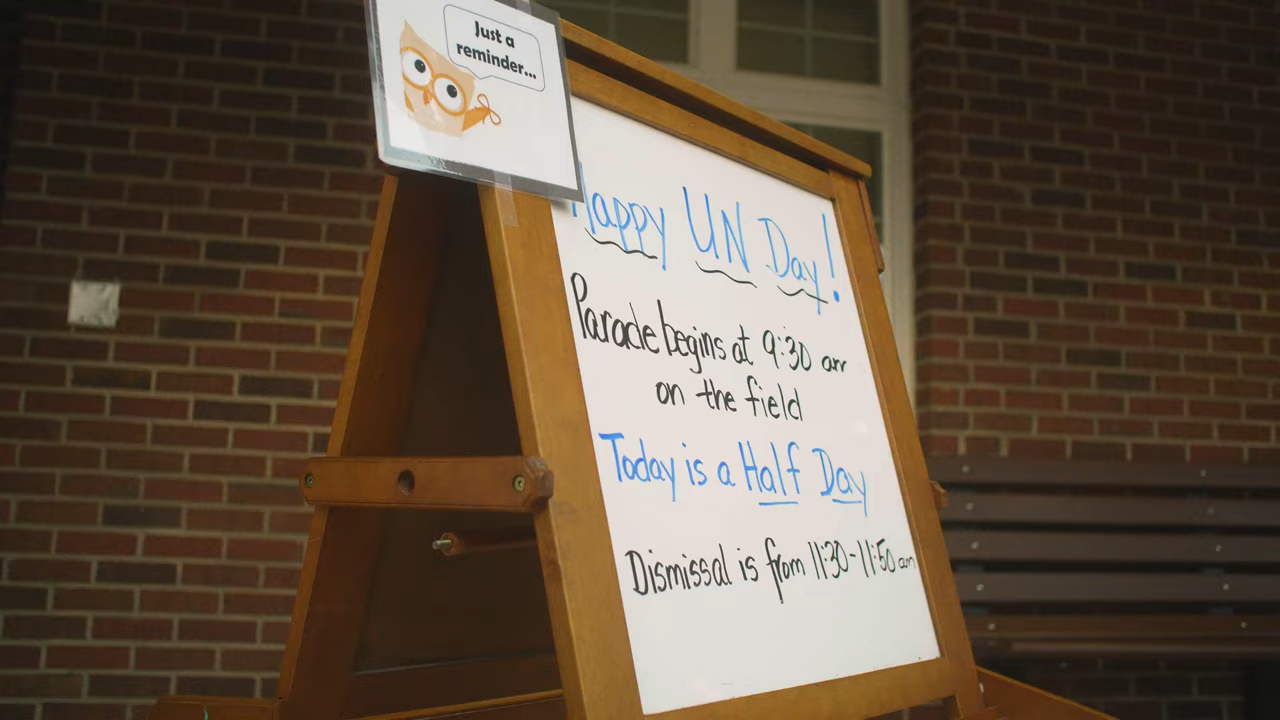 Just a
reminder...
Happy UN Day!
Parade begins at 9:30 am
on the field
Today is a Half Day
Dismissal is from 11:30-11:50 am